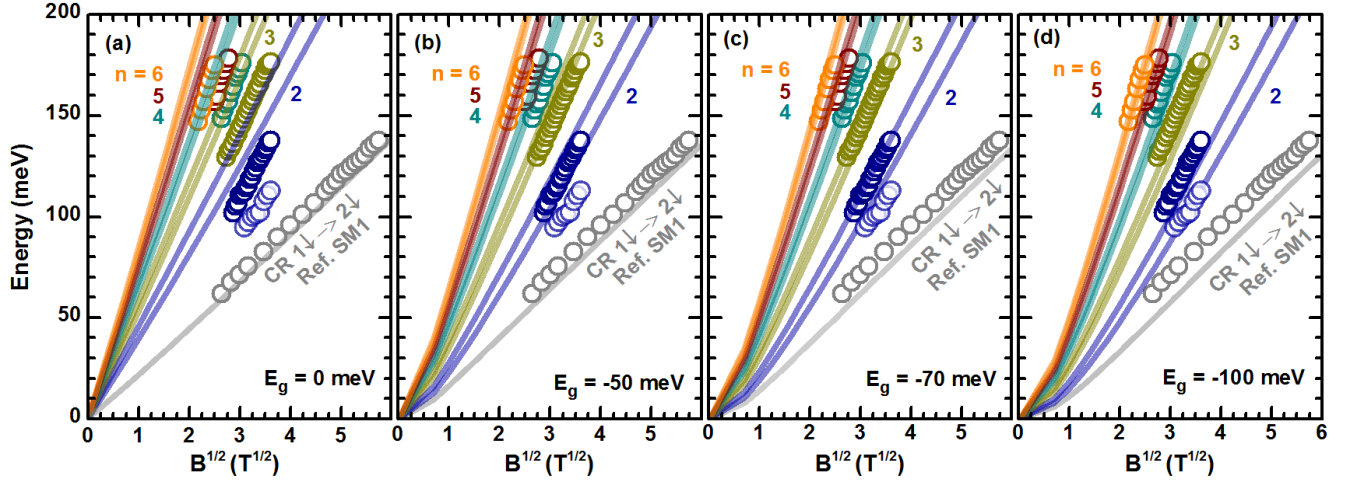 200
150
100
50
0
Energy (meV)
(a)
n = 6
5
4
3
2
CR 1↓ --> 2↓
Ref. SM1
E_g = 0 meV
0 1 2 3 4 5
B^{1/2} (T^{1/2})
(b)
n = 6
5
4
3
2
CR 1↓ --> 2↓
Ref. SM1
E_g = -50 meV
0 1 2 3 4 5
B^{1/2} (T^{1/2})
(c)
n = 6
5
4
3
2
CR 1↓ --> 2↓
Ref. SM1
E_g = -70 meV
0 1 2 3 4 5
B^{1/2} (T^{1/2})
(d)
n = 6
5
4
3
2
CR 1↓ --> 2↓
Ref. SM1
E_g = -100 meV
0 1 2 3 4 5 6
B^{1/2} (T^{1/2})